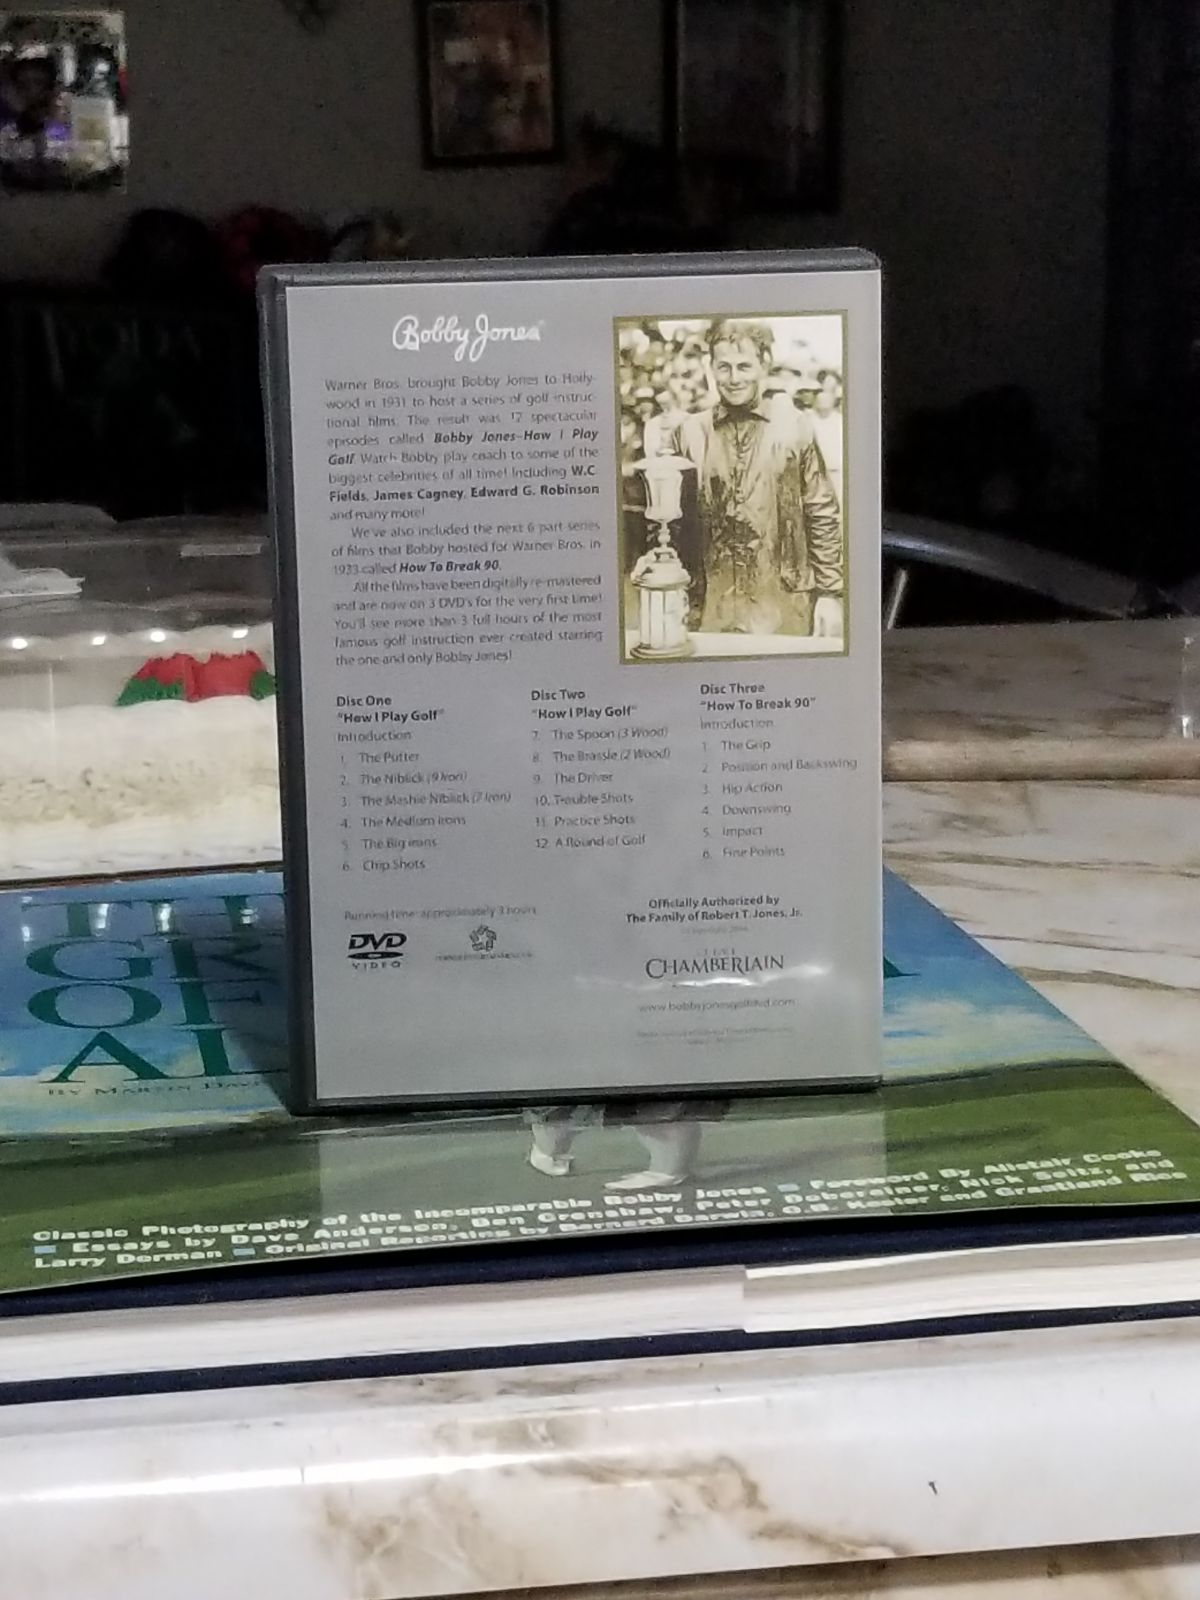 Bobby Jones
Warner Bros. brought Bobby Jones to Holly-
wood in 1931 to host a series of golf instruc-
tional films. The result was 12 spectacular
episodes called Bobby Jones-How I Play
Golf. Watch Bobby play coach to some of the
biggest celebrities of all time! Including W.C.
Fields, James Cagney, Edward G. Robinson
and many more!
We've also included the next 6 part series
of films that Bobby hosted for Warner Bros. in
1933 called How To Break 90.
All the films have been digitally re-mastered
and are now on 3 DVD's for the very first time!
You'll see more than 3 full hours of the most
famous golf instruction ever created starring
the one and only Bobby Jones!
Disc One
"How I Play Golf"
Introduction
1. The Putter
2. The Niblick (9 Iron)
3. The Mashie Niblick (7 Iron)
4. The Medium Irons
5. The Big Irons
6. Chip Shots
Disc Two
"How I Play Golf"
7. The Spoon (3 Wood)
8. The Brassie (2 Wood)
9. The Driver
10. Trouble Shots
11. Practice Shots
12. A Round of Golf
Disc Three
"How To Break 90"
Introduction
1. The Grip
2. Position and Backswing
3. Hip Action
4. Downswing
5. Impact
6. Fine Points
Running time: approximately 3 hours
DVD
VIDEO
Officially Authorized by
The Family of Robert T. Jones, Jr.
CHAMBERLAIN
www.bobbyjonesgolfdvd.com
OF
BY MARTIN
Classic Photography of the Incomparable Bobby Jones ■ Foreword By Alistair Cooke
■ Essays by Dave Anderson, Ben Crenshaw, Peter Dobereiner, Nick Seitz, and
Larry Dorman ■ Original Reporting by Bernard Darwin, O.B. Keeler and Grantland Rice